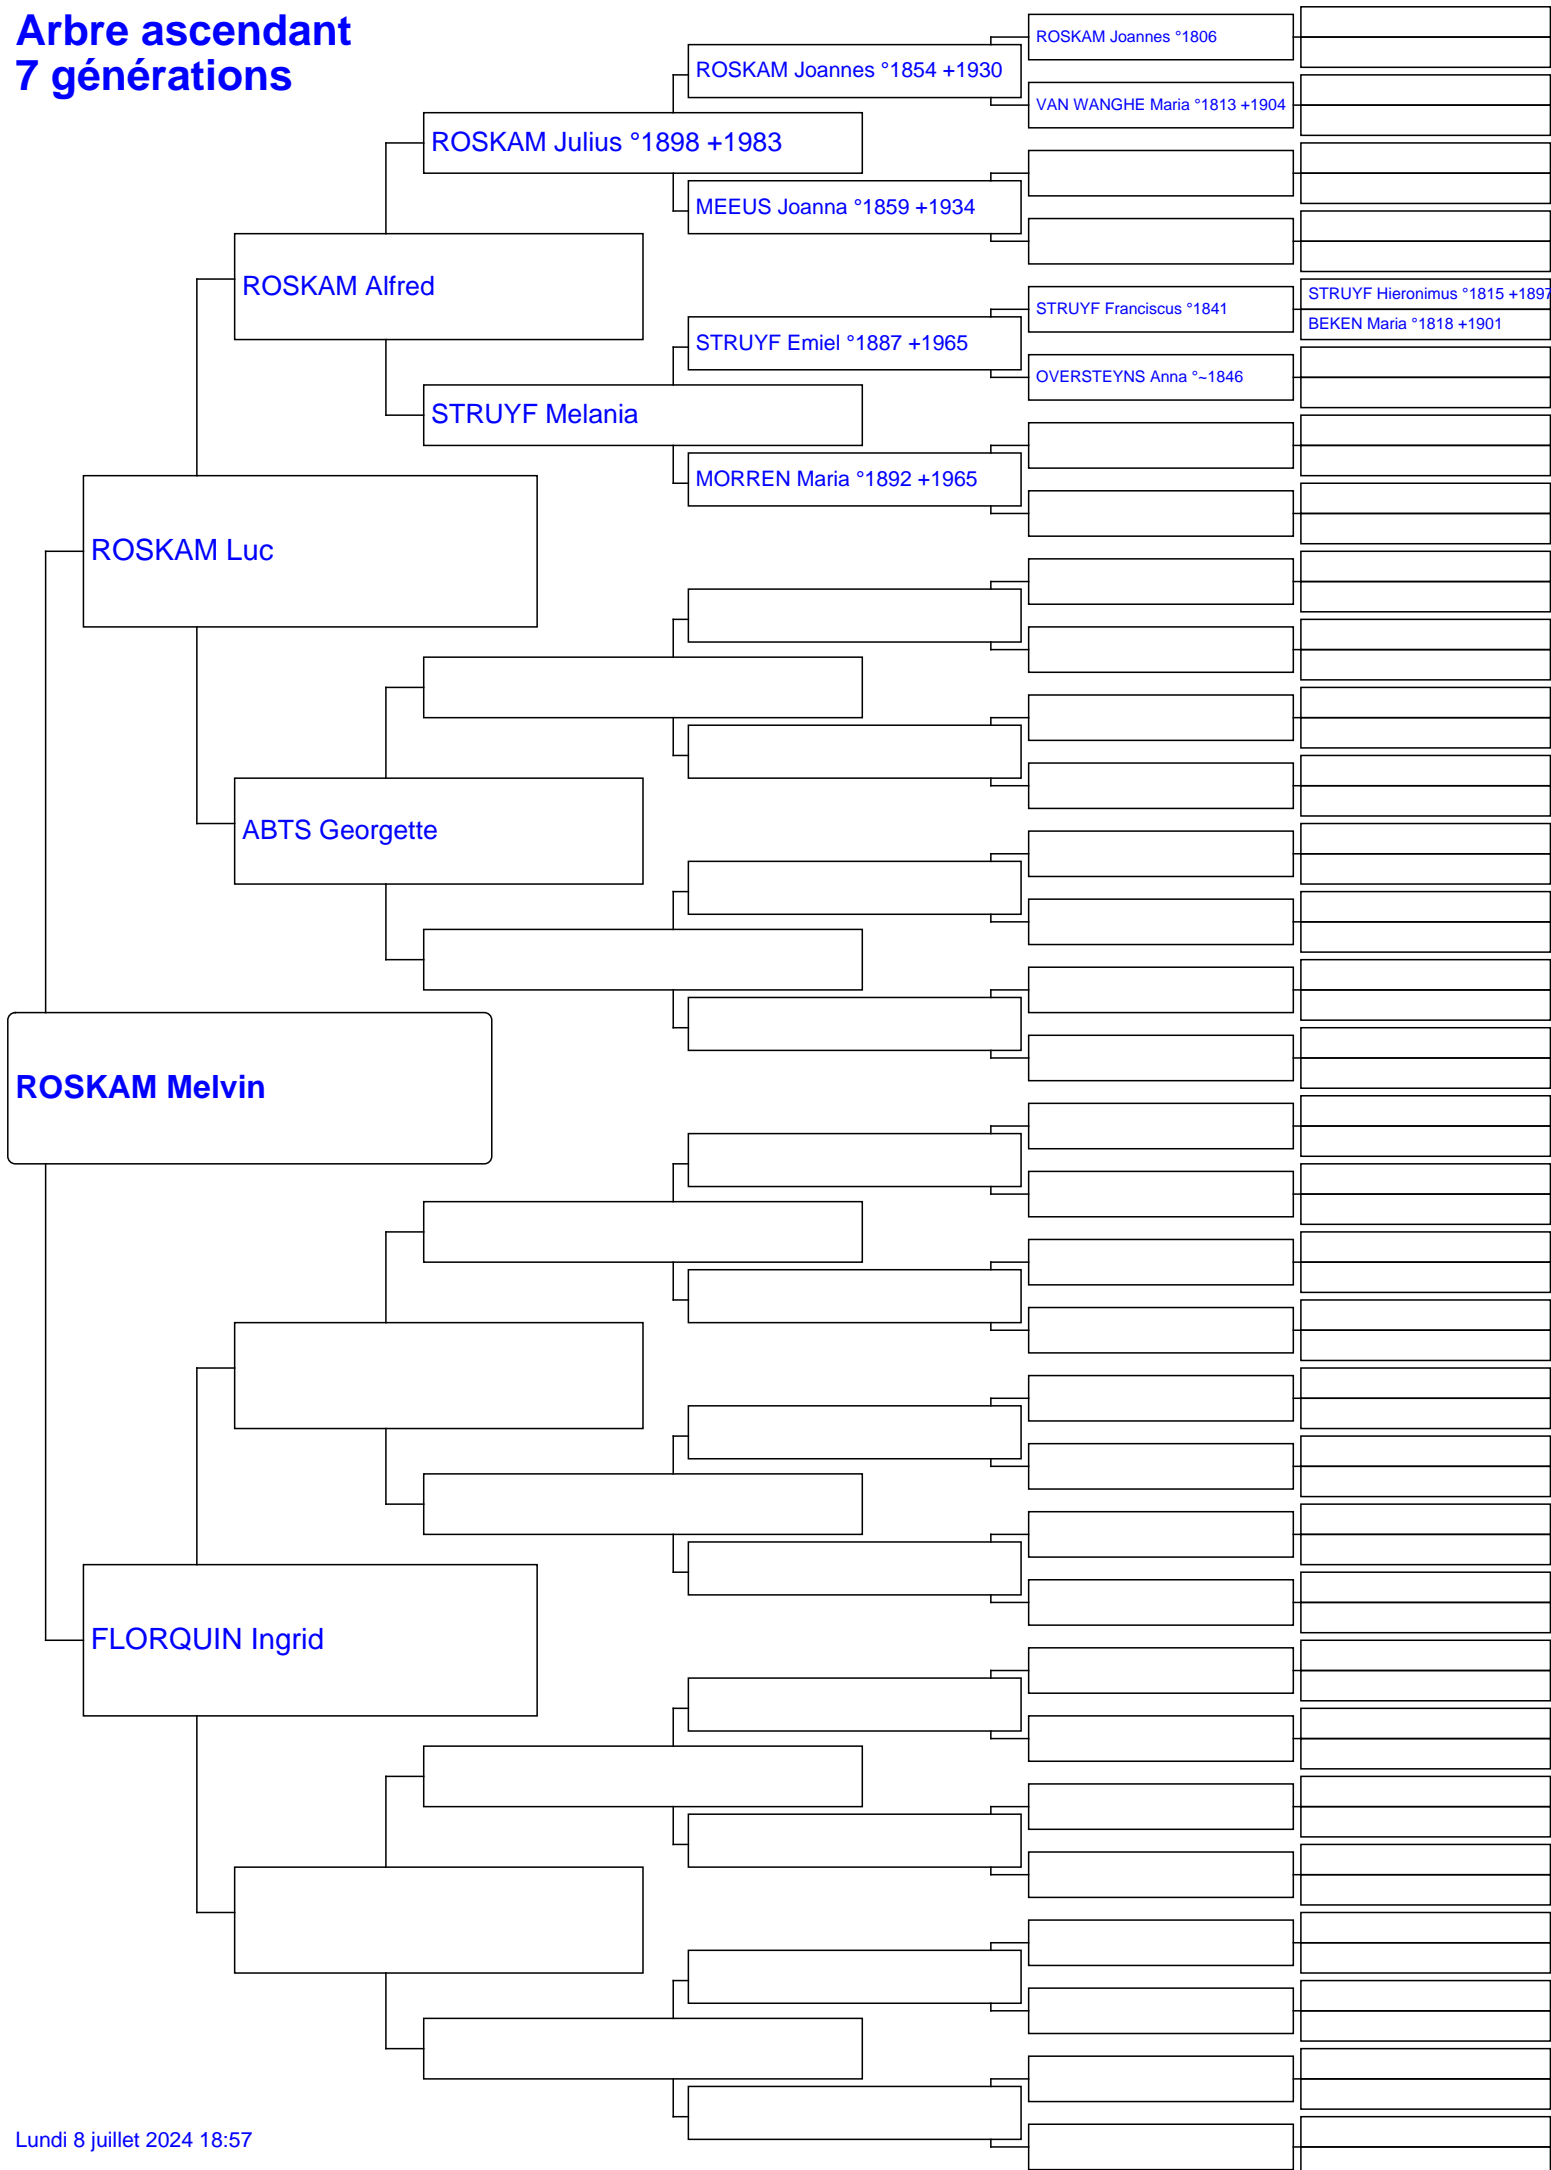 Arbre ascendant
7 générations
ROSKAM Joannes °1806
ROSKAM Joannes °1854 +1930
VAN WANGHE Maria °1813 +1904
ROSKAM Julius °1898 +1983
MEEUS Joanna °1859 +1934
ROSKAM Alfred
STRUYF Hieronimus °1815 +1897
STRUYF Franciscus °1841
BEKEN Maria °1818 +1901
STRUYF Emiel °1887 +1965
OVERSTEYNS Anna °~1846
STRUYF Melania
MORREN Maria °1892 +1965
ROSKAM Luc
ABTS Georgette
ROSKAM Melvin
FLORQUIN Ingrid
Lundi 8 juillet 2024 18:57